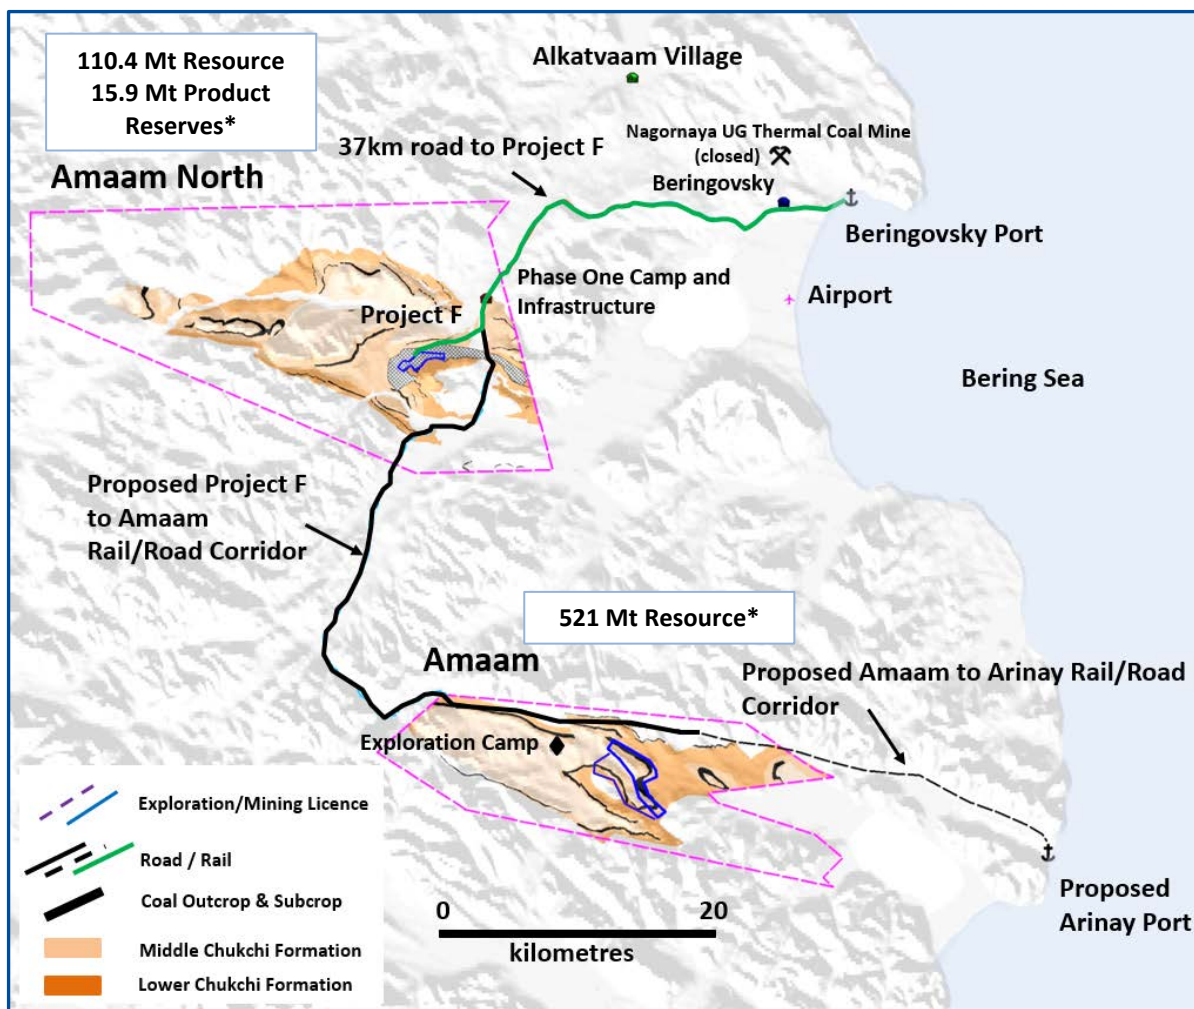 110.4 Mt Resource
15.9 Mt Product
Reserves*
Alkatvaam Village
Nagornaya UG Thermal Coal Mine
(closed)
37km road to Project F
Amaam North
Beringovsky
Beringovsky Port
Phase One Camp and
Infrastructure
Airport
Project F
Bering Sea
Proposed Project F
to Amaam
Rail/Road Corridor
521 Mt Resource*
Amaam
Proposed Amaam to Arinay Rail/Road
Corridor
Exploration Camp
Exploration/Mining Licence
Road / Rail
Coal Outcrop & Subcrop
Middle Chukchi Formation
Lower Chukchi Formation
0 20
kilometres
Proposed
Arinay Port